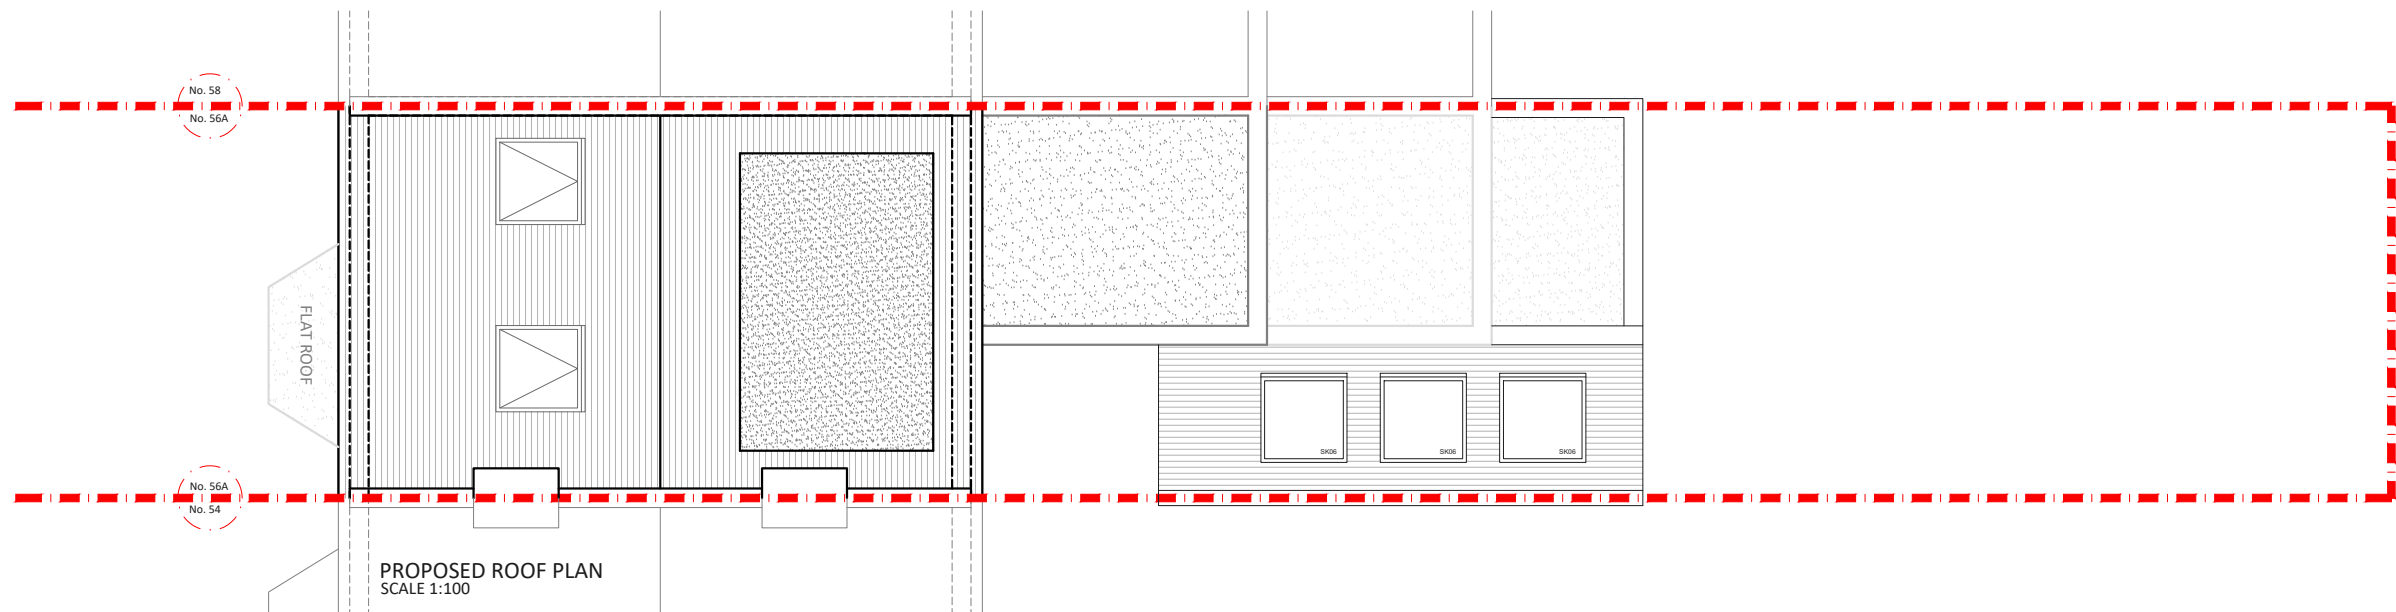 No. 58
No. 56A
FLAT ROOF
SK06
SK06
SK06
No. 56A
No. 54
PROPOSED ROOF PLAN
SCALE 1:100